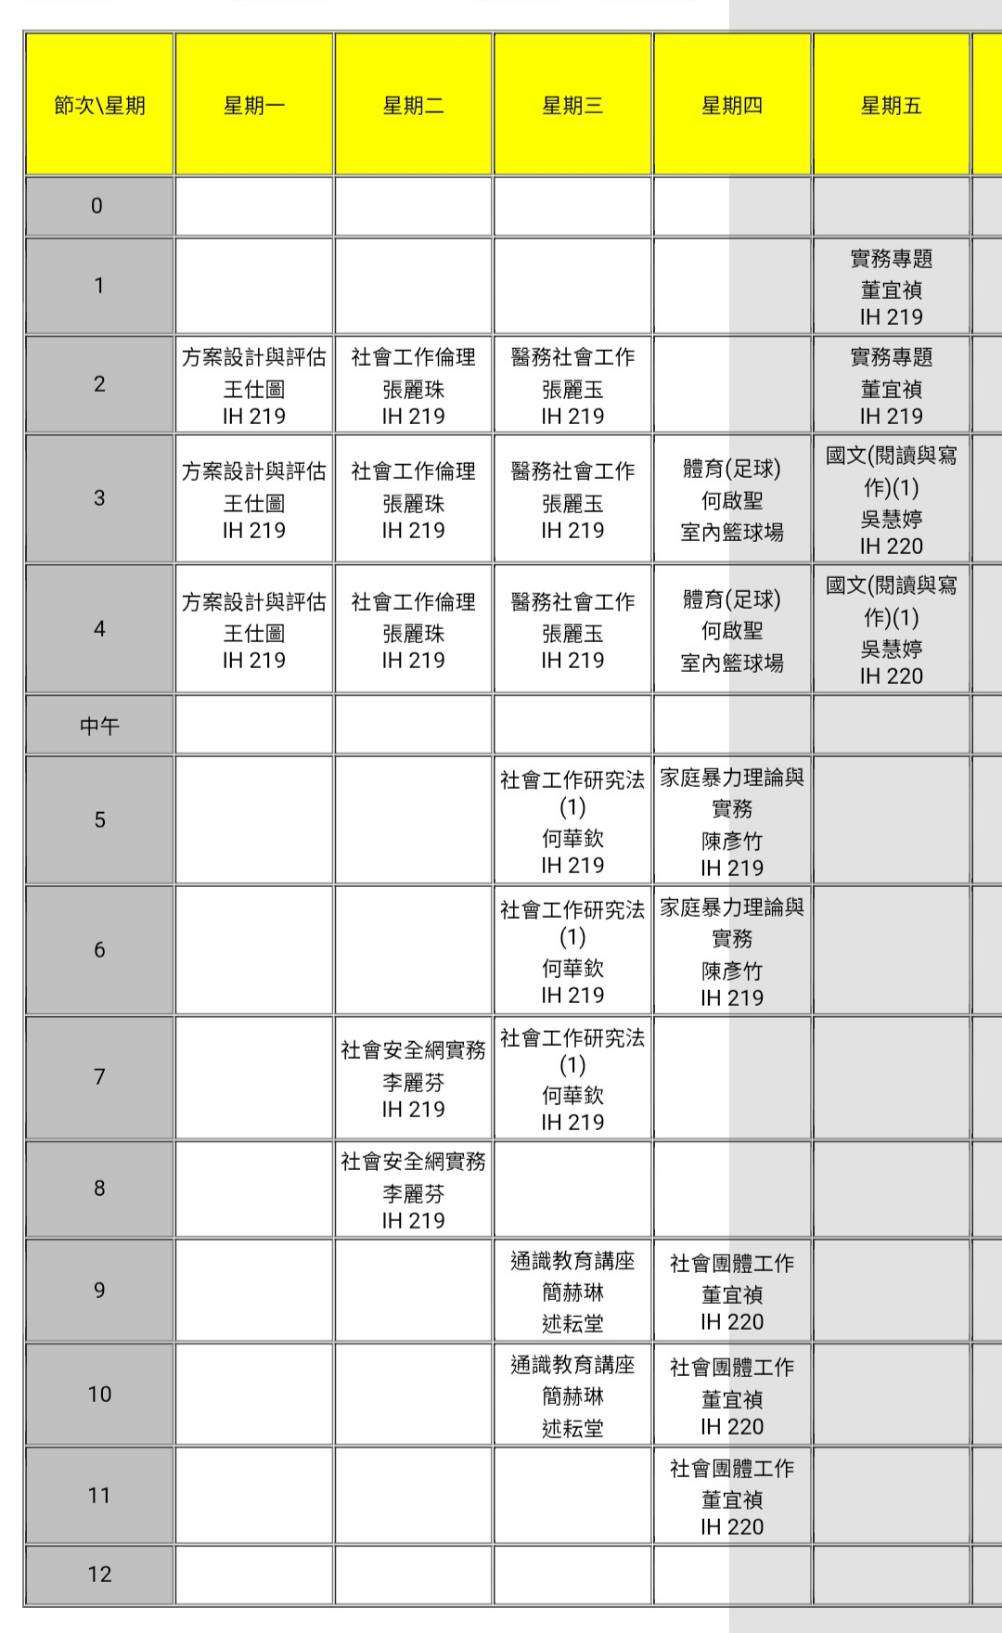 節次\星期 星期一 星期二 星期三 星期四 星期五
0
1
實務專題
董宜禎
IH 219
2
方案設計與評估
王仕圖
IH 219
社會工作倫理
張麗珠
IH 219
醫務社會工作
張麗玉
IH 219
實務專題
董宜禎
IH 219
3
方案設計與評估
王仕圖
IH 219
社會工作倫理
張麗珠
IH 219
醫務社會工作
張麗玉
IH 219
體育(足球)
何啟聖
室內籃球場
國文(閱讀與寫
作)(1)
吳慧婷
IH 220
4
方案設計與評估
王仕圖
IH 219
社會工作倫理
張麗珠
IH 219
醫務社會工作
張麗玉
IH 219
體育(足球)
何啟聖
室內籃球場
國文(閱讀與寫
作)(1)
吳慧婷
IH 220
中午
5
社會工作研究法
(1)
何華欽
IH 219
家庭暴力理論與
實務
陳彥竹
IH 219
6
社會工作研究法
(1)
何華欽
IH 219
家庭暴力理論與
實務
陳彥竹
IH 219
7
社會安全網實務
李麗芬
IH 219
社會工作研究法
(1)
何華欽
IH 219
8
社會安全網實務
李麗芬
IH 219
9
通識教育講座
簡赫琳
述耘堂
社會團體工作
董宜禎
IH 220
10
通識教育講座
簡赫琳
述耘堂
社會團體工作
董宜禎
IH 220
11
社會團體工作
董宜禎
IH 220
12